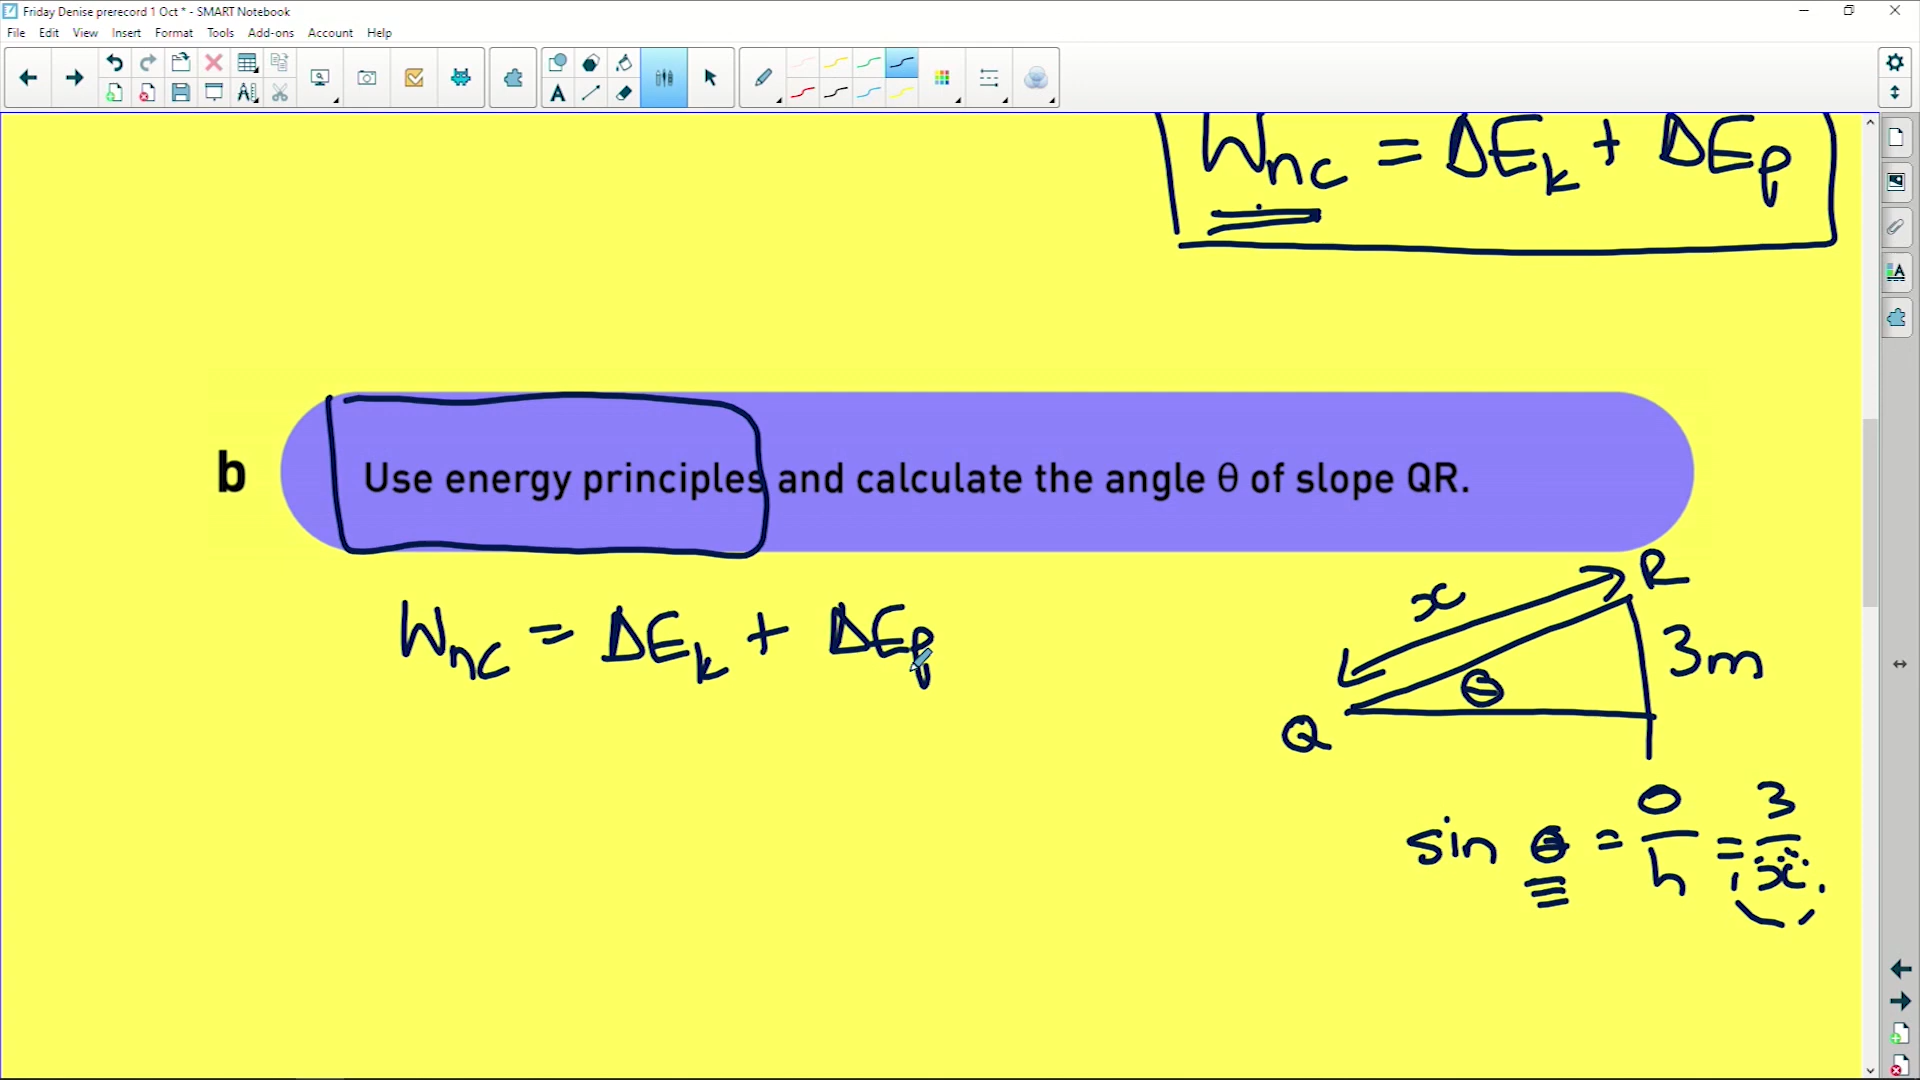 Friday Denise prerecord 1 Oct * - SMART Notebook
File Edit View Insert Format Tools Add-ons Account Help
Wnc = ΔEk + ΔEp
b Use energy principles and calculate the angle θ of slope QR.
Wnc = ΔEk + ΔEp
R
x
3m
θ
Q
sin θ = o/h = 3/x